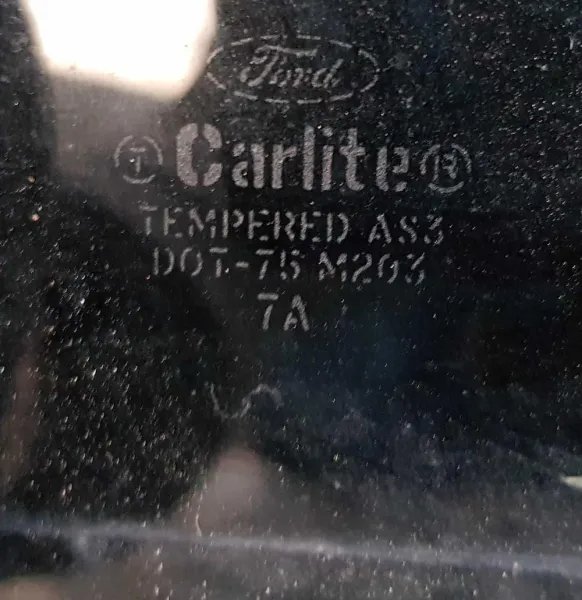 Ford
T Carlite R
TEMPERED AS3
DOT-75 M203
7A